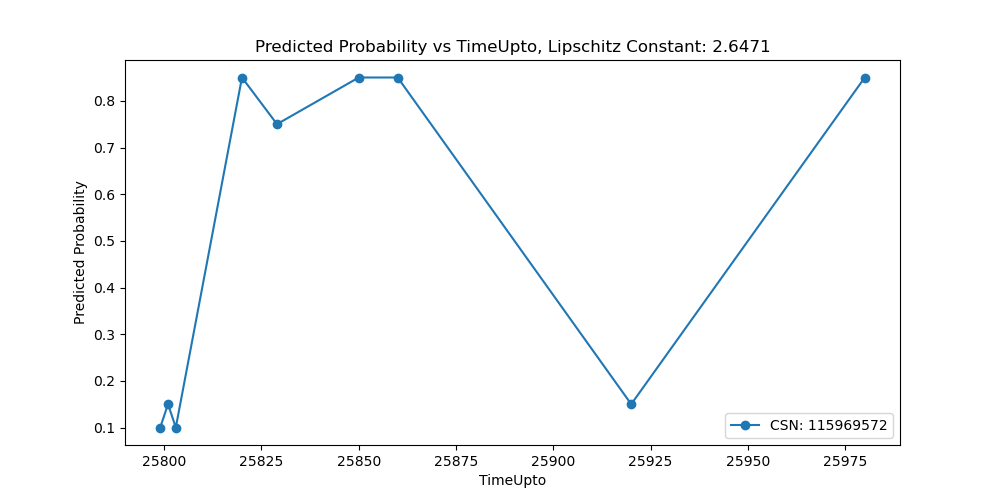 Predicted Probability vs TimeUpto, Lipschitz Constant: 2.6471
Predicted Probability
0.8
0.7
0.6
0.5
0.4
0.3
0.2
0.1
CSN: 115969572
25800 25825 25850 25875 25900 25925 25950 25975
TimeUpto